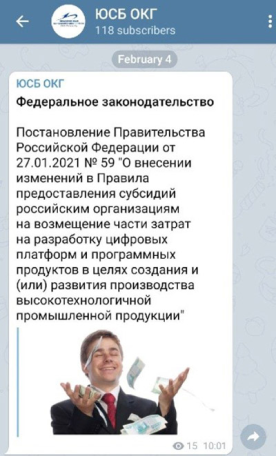 ЮСБ ОКГ
118 subscribers
February 4
ЮСБ ОКГ
Федеральное законодательство
Постановление Правительства
Российской Федерации от
27.01.2021 № 59 "О внесении
изменений в Правила
предоставления субсидий
российским организациям
на возмещение части затрат
на разработку цифровых
платформ и программных
продуктов в целях создания и
(или) развития производства
высокотехнологичной
промышленной продукции"
15 10:01